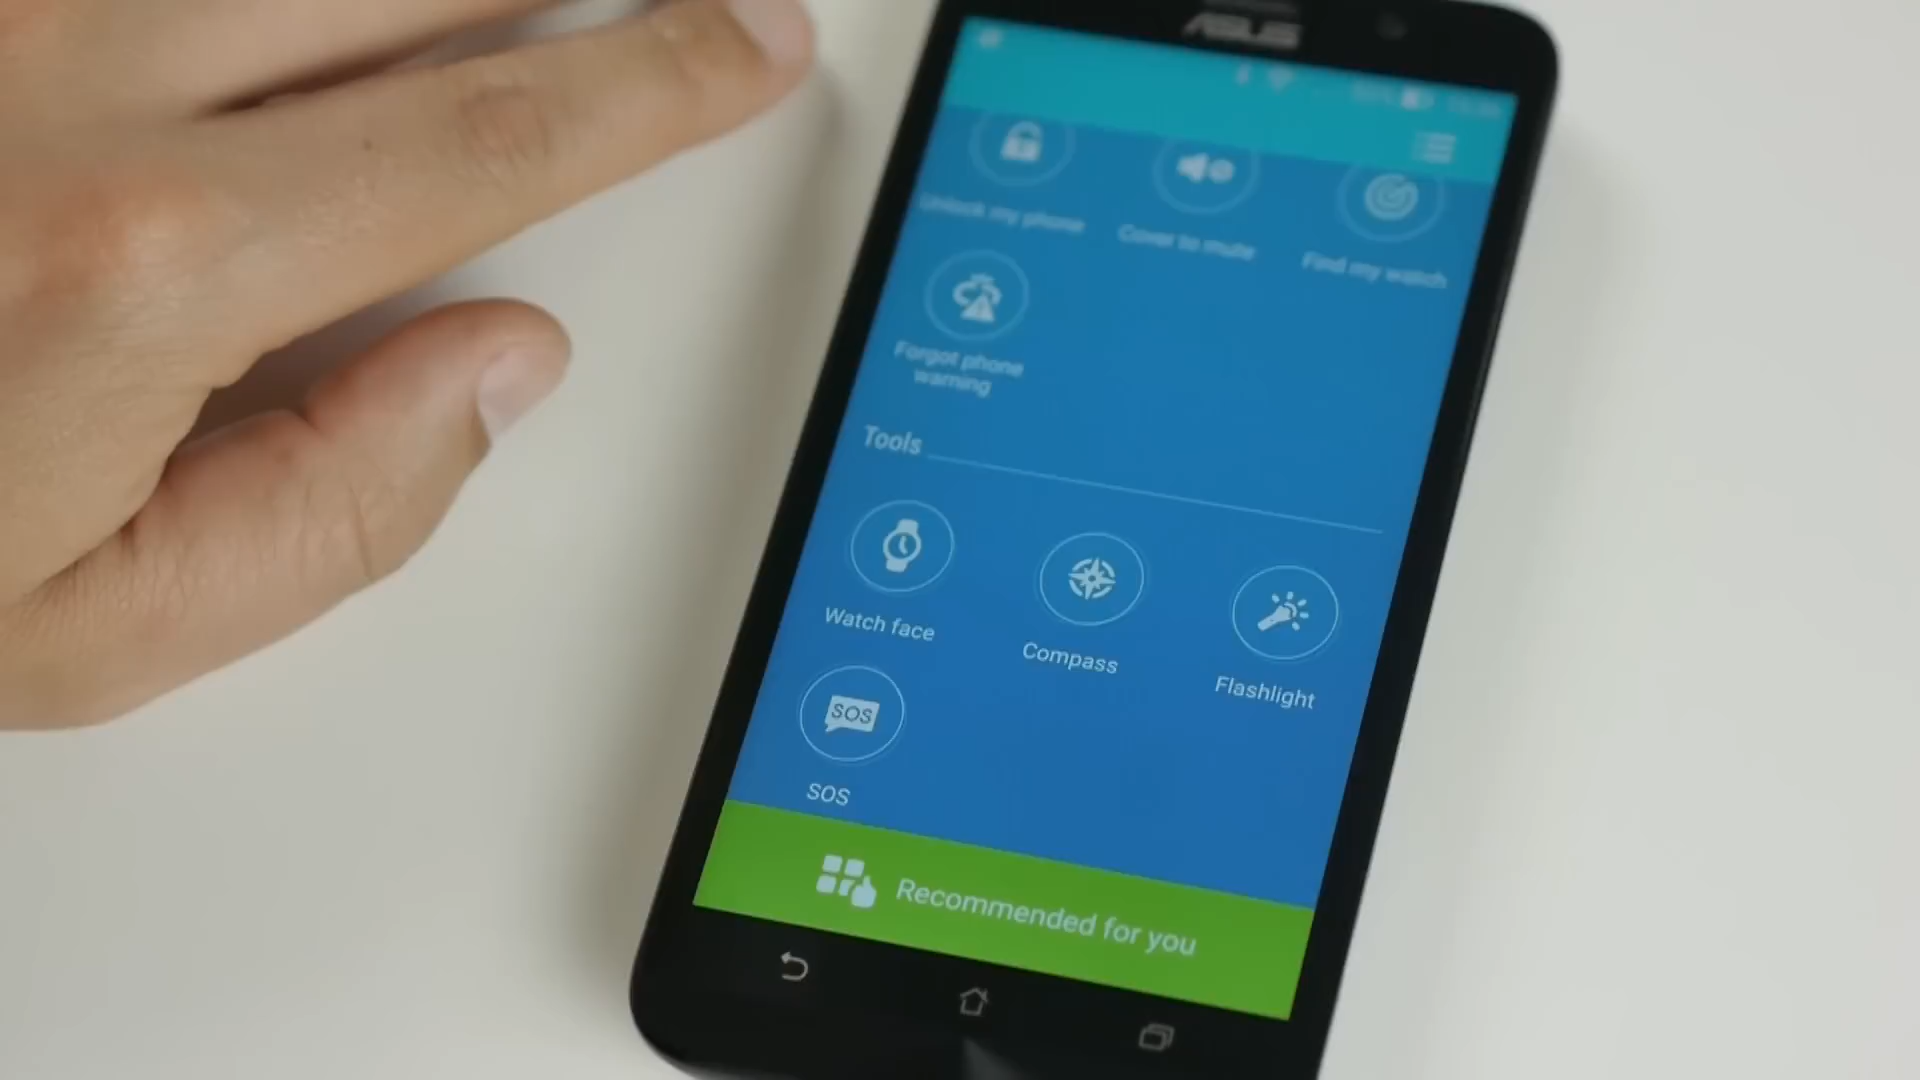 ASUS
Unlock my phone
Cover to mute
Find my watch
Forgot phone
warning
Tools
Watch face
Compass
Flashlight
SOS
SOS
Recommended for you